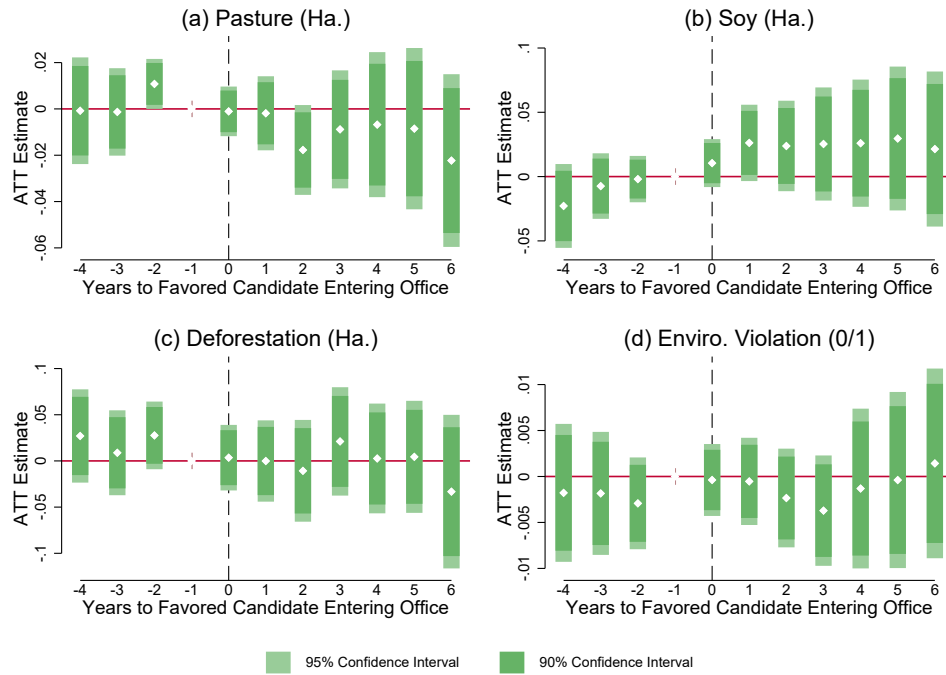 (a) Pasture (Ha.)
ATT Estimate
.02
0
-.02
-.04
-.06
-4 -3 -2 -1 0 1 2 3 4 5 6
Years to Favored Candidate Entering Office
(b) Soy (Ha.)
ATT Estimate
.1
.05
0
-.05
-4 -3 -2 -1 0 1 2 3 4 5 6
Years to Favored Candidate Entering Office
(c) Deforestation (Ha.)
ATT Estimate
.1
.05
0
-.05
-.1
-4 -3 -2 -1 0 1 2 3 4 5 6
Years to Favored Candidate Entering Office
(d) Enviro. Violation (0/1)
ATT Estimate
.01
.005
0
-.005
-.01
-4 -3 -2 -1 0 1 2 3 4 5 6
Years to Favored Candidate Entering Office
95% Confidence Interval
90% Confidence Interval